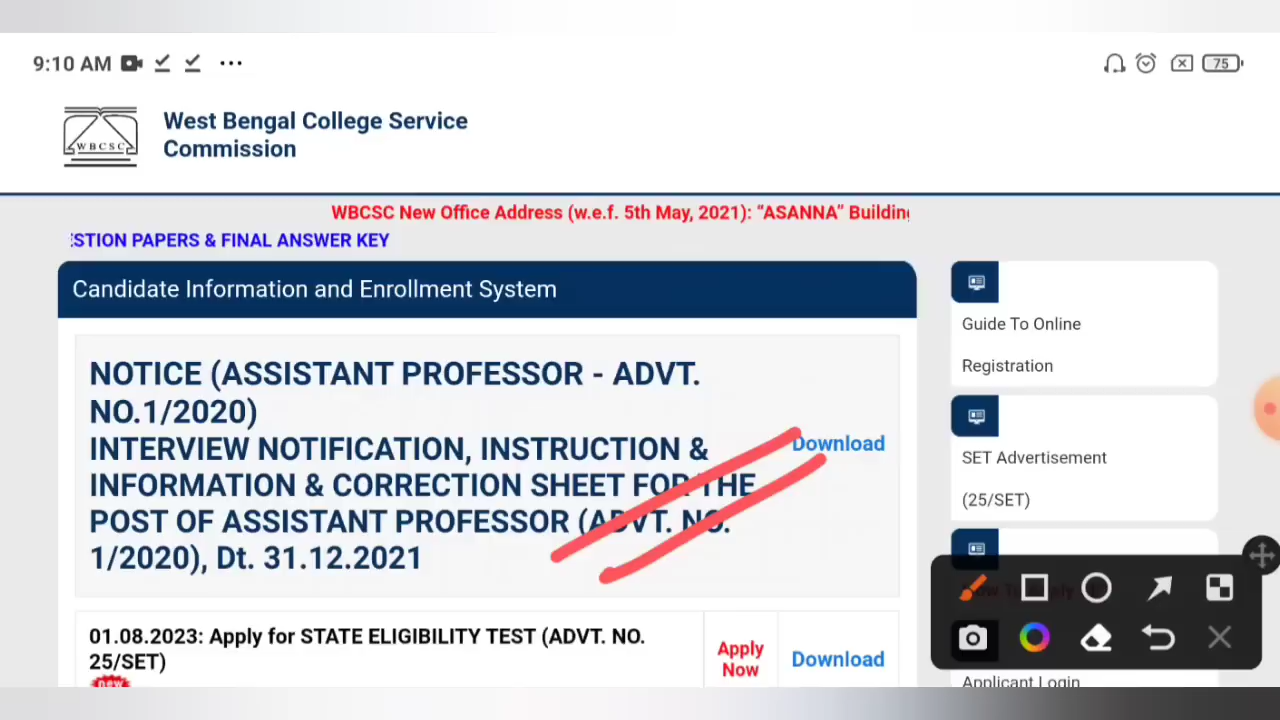 9:10 AM
75
WBCSC
West Bengal College Service
Commission
WBCSC New Office Address (w.e.f. 5th May, 2021): “ASANNA” Building
ESTION PAPERS & FINAL ANSWER KEY
Candidate Information and Enrollment System
NOTICE (ASSISTANT PROFESSOR - ADVT.
NO.1/2020)
INTERVIEW NOTIFICATION, INSTRUCTION &
INFORMATION & CORRECTION SHEET FOR THE
POST OF ASSISTANT PROFESSOR (ADVT. NO.
1/2020), Dt. 31.12.2021
Download
01.08.2023: Apply for STATE ELIGIBILITY TEST (ADVT. NO.
25/SET)
new
Apply
Now
Download
Guide To Online
Registration
SET Advertisement
(25/SET)
Applicant Login